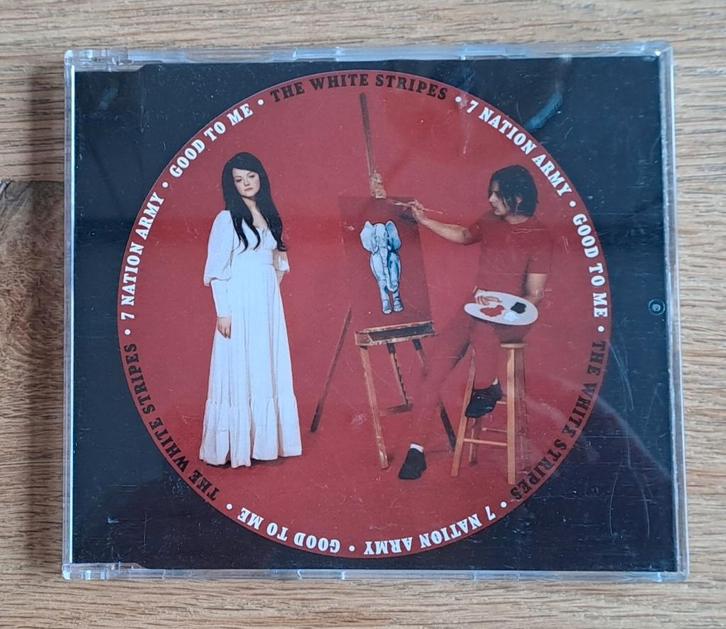 THE WHITE STRIPES • 7 NATION ARMY • GOOD TO ME • THE WHITE STRIPES • 7 NATION ARMY • GOOD TO ME • THE WHITE STRIPES • 7 NATION ARMY • GOOD TO ME •